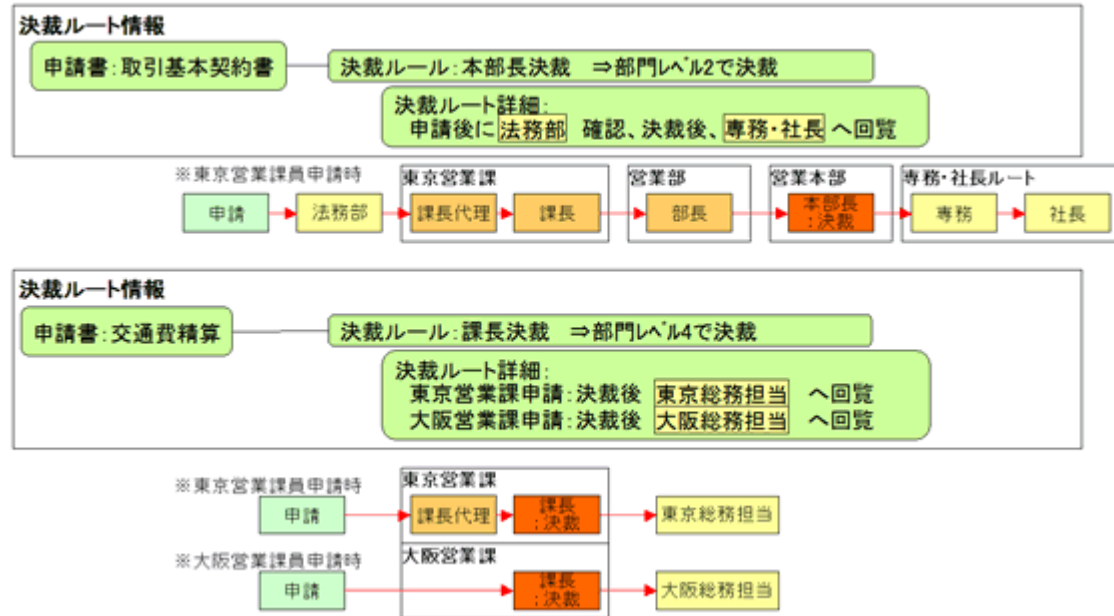 決裁ルート情報
申請書:取引基本契約書
決裁ルール:本部長決裁 ⇒部門レベル2で決裁
決裁ルート詳細:
申請後に 法務部 確認、決裁後、専務・社長 へ回覧
※東京営業課員申請時
東京営業課
営業部
営業本部
専務・社長ルート
申請
法務部
課長代理
課長
部長
本部長
:決裁
専務
社長
決裁ルート情報
申請書:交通費精算
決裁ルール:課長決裁 ⇒部門レベル4で決裁
決裁ルート詳細:
東京営業課申請:決裁後 東京総務担当 へ回覧
大阪営業課申請:決裁後 大阪総務担当 へ回覧
※東京営業課員申請時
東京営業課
申請
課長代理
課長
:決裁
東京総務担当
※大阪営業課員申請時
大阪営業課
申請
課長
:決裁
大阪総務担当